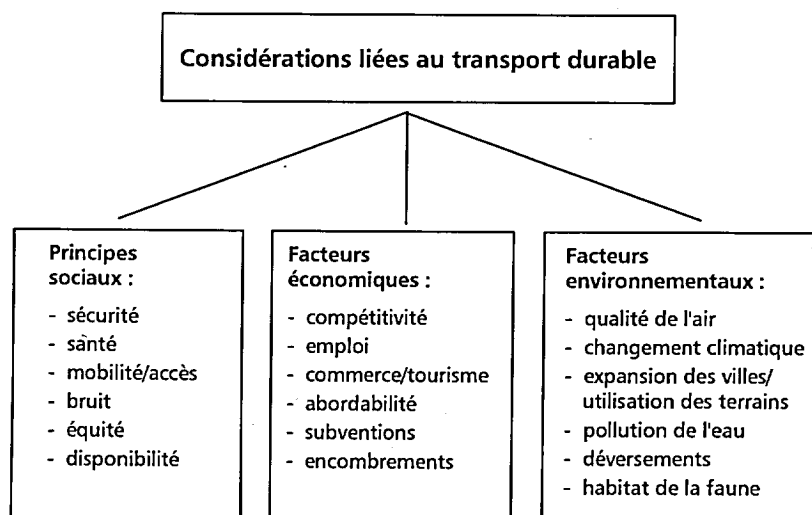 Considérations liées au transport durable
Principes
sociaux :
- sécurité
- santé
- mobilité/accès
- bruit
- équité
- disponibilité
Facteurs
économiques :
- compétitivité
- emploi
- commerce/tourisme
- abordabilité
- subventions
- encombrements
Facteurs
environnementaux :
- qualité de l'air
- changement climatique
- expansion des villes/
utilisation des terrains
- pollution de l'eau
- déversements
- habitat de la faune